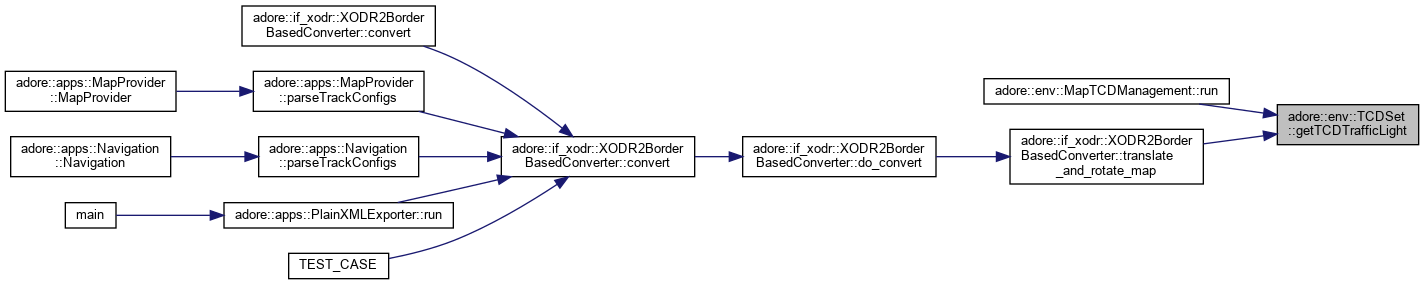 adore::if_xodr::XODR2Border
BasedConverter::convert
adore::apps::MapProvider
::MapProvider
adore::apps::MapProvider
::parseTrackConfigs
adore::env::MapTCDManagement::run
adore::env::TCDSet
::getTCDTrafficLight
adore::apps::Navigation
::Navigation
adore::apps::Navigation
::parseTrackConfigs
adore::if_xodr::XODR2Border
BasedConverter::convert
adore::if_xodr::XODR2Border
BasedConverter::do_convert
adore::if_xodr::XODR2Border
BasedConverter::translate
_and_rotate_map
main
adore::apps::PlainXMLExporter::run
TEST_CASE